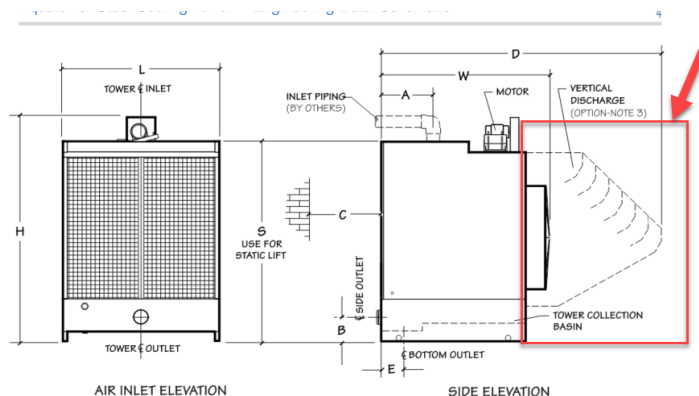 4
L
TOWER ℄ INLET
H
S
USE FOR
STATIC LIFT
TOWER ℄ OUTLET
AIR INLET ELEVATION
D
W
A
INLET PIPING
(BY OTHERS)
MOTOR
VERTICAL
DISCHARGE
(OPTION-NOTE 3)
C
℄ SIDE OUTLET
B
TOWER COLLECTION
BASIN
℄ BOTTOM OUTLET
E
SIDE ELEVATION